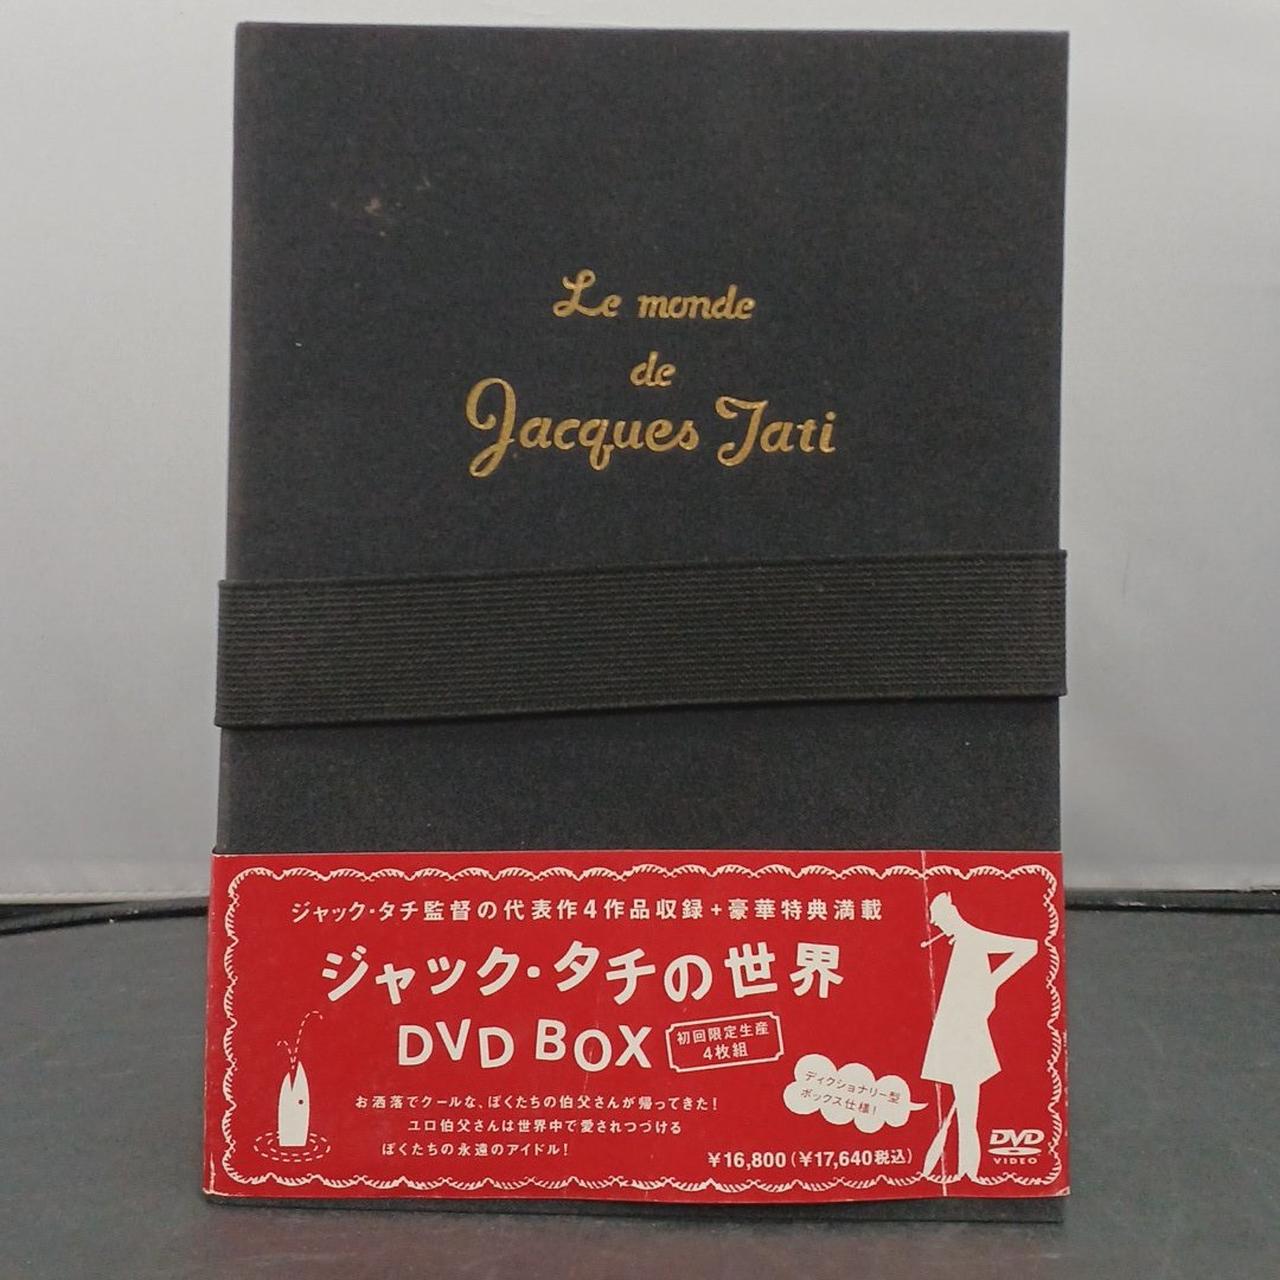 Le monde
de
Jacques Tati
ジャック・タチ監督の代表作4作品収録+豪華特典満載
ジャック・タチの世界
DVD BOX
初回限定生産
4枚組
ディクショナリー型
ボックス仕様!
お洒落でクールな、ぼくたちの伯父さんが帰ってきた!
ユロ伯父さんは世界中で愛されつづける
ぼくたちの永遠のアイドル!
¥16,800(¥17,640税込)
DVD
VIDEO